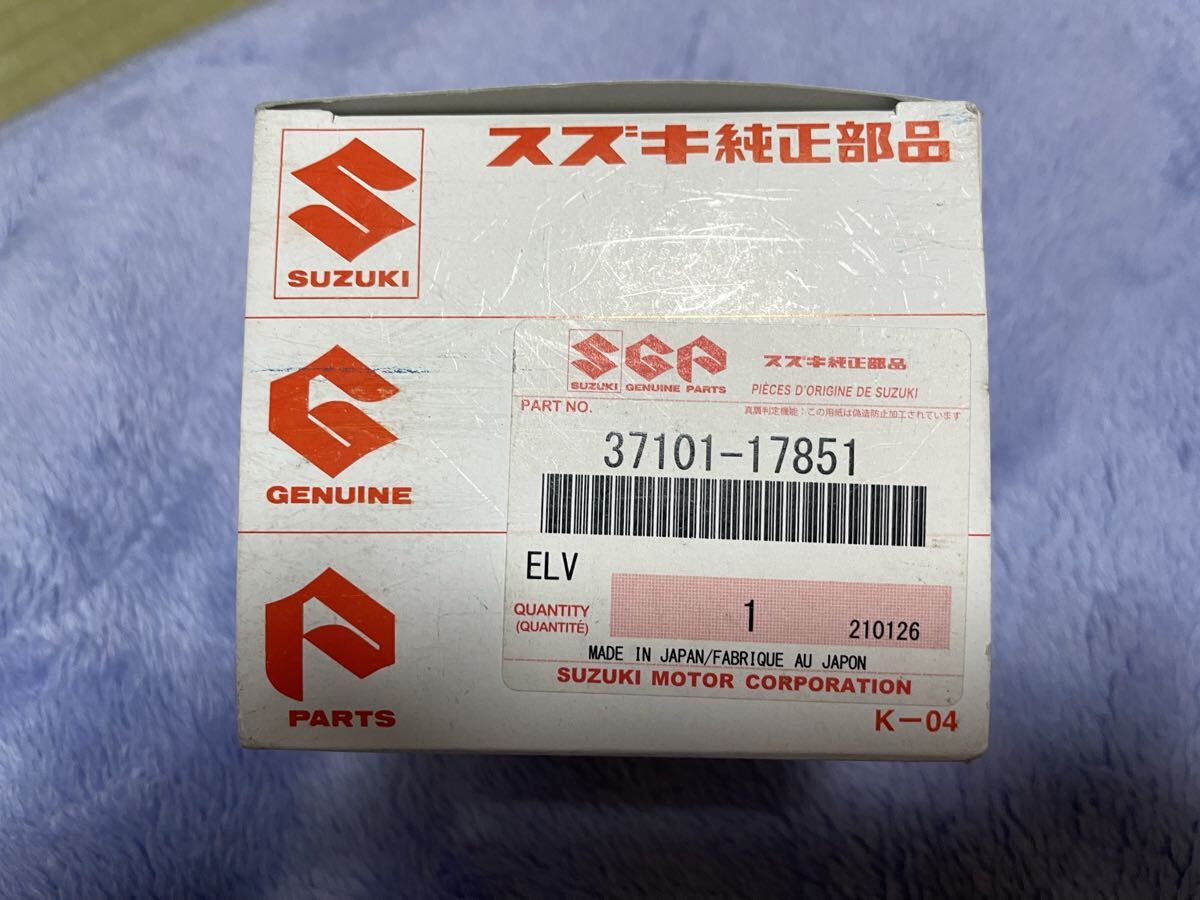 スズキ純正部品
SUZUKI
GENUINE
PARTS
SUZUKI GENUINE PARTS
スズキ純正部品
PIÈCES D'ORIGINE DE SUZUKI
PART NO.
真贋判定機能：この用紙は偽造防止加工されています
37101-17851
ELV
QUANTITY
(QUANTITÉ)
1
210126
MADE IN JAPAN/FABRIQUE AU JAPON
SUZUKI MOTOR CORPORATION
K-04